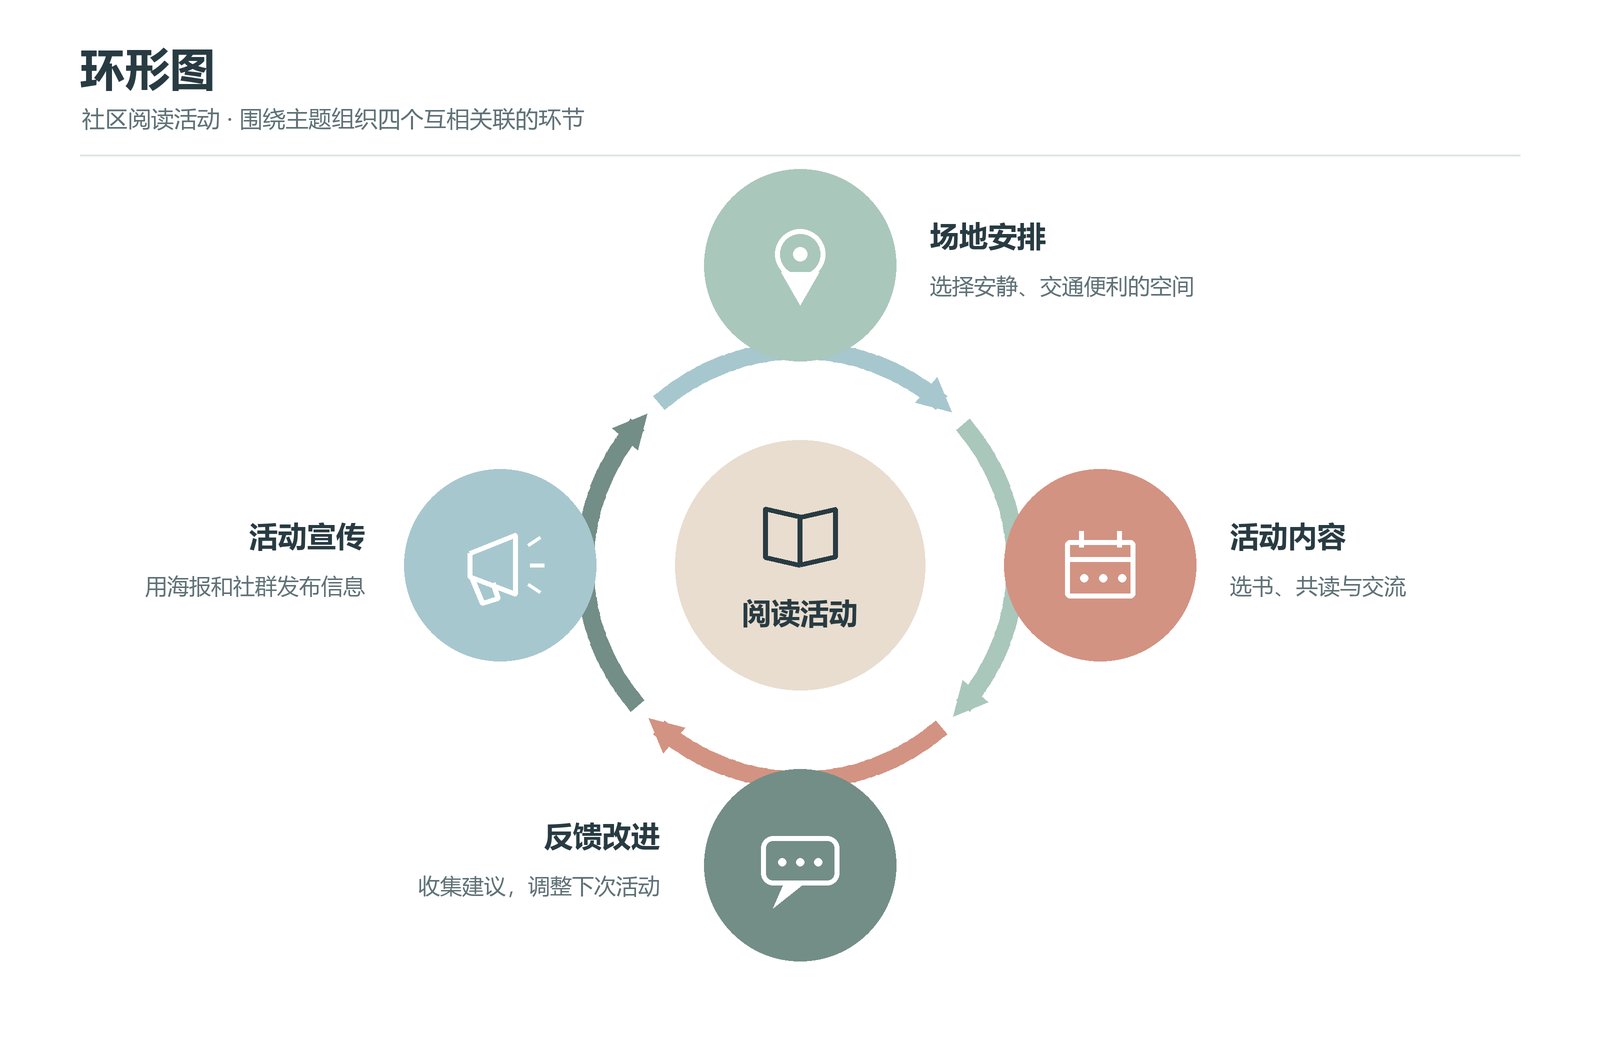 环形图
社区阅读活动 · 围绕主题组织四个互相关联的环节
场地安排
选择安静、交通便利的空间
活动宣传
用海报和社群发布信息
阅读活动
活动内容
选书、共读与交流
反馈改进
收集建议，调整下次活动